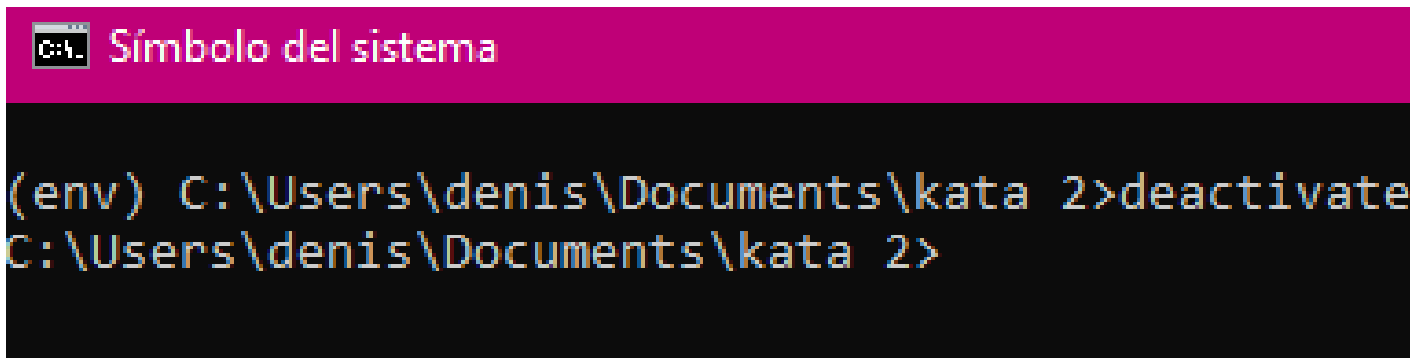 C:\.
Símbolo del sistema
(env) C:\Users\denis\Documents\kata 2>deactivate
C:\Users\denis\Documents\kata 2>